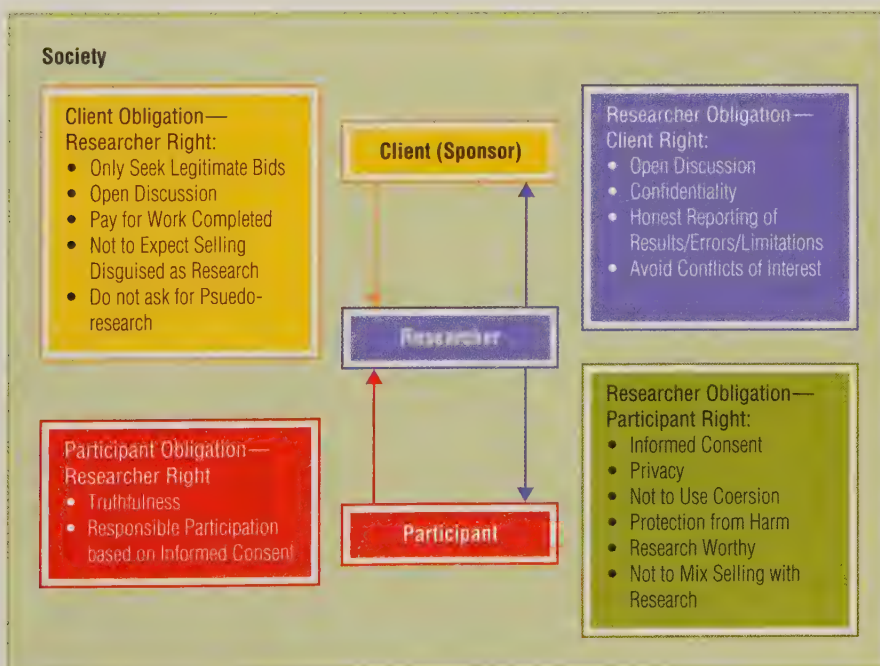 Society
Client Obligation—
Researcher Right:
• Only Seek Legitimate Bids
• Open Discussion
• Pay for Work Completed
• Not to Expect Selling
Disguised as Research
• Do not ask for Psuedo-
research
Client (Sponsor)
Researcher Obligation—
Client Right:
• Open Discussion
• Confidentiality
• Honest Reporting of
Results/Errors/Limitations
• Avoid Conflicts of Interest
Researcher
Participant Obligation—
Researcher Right
• Truthfulness
• Responsible Participation
based on Informed Consent
Participant
Researcher Obligation—
Participant Right:
• Informed Consent
• Privacy
• Not to Use Coersion
• Protection from Harm
• Research Worthy
• Not to Mix Selling with
Research